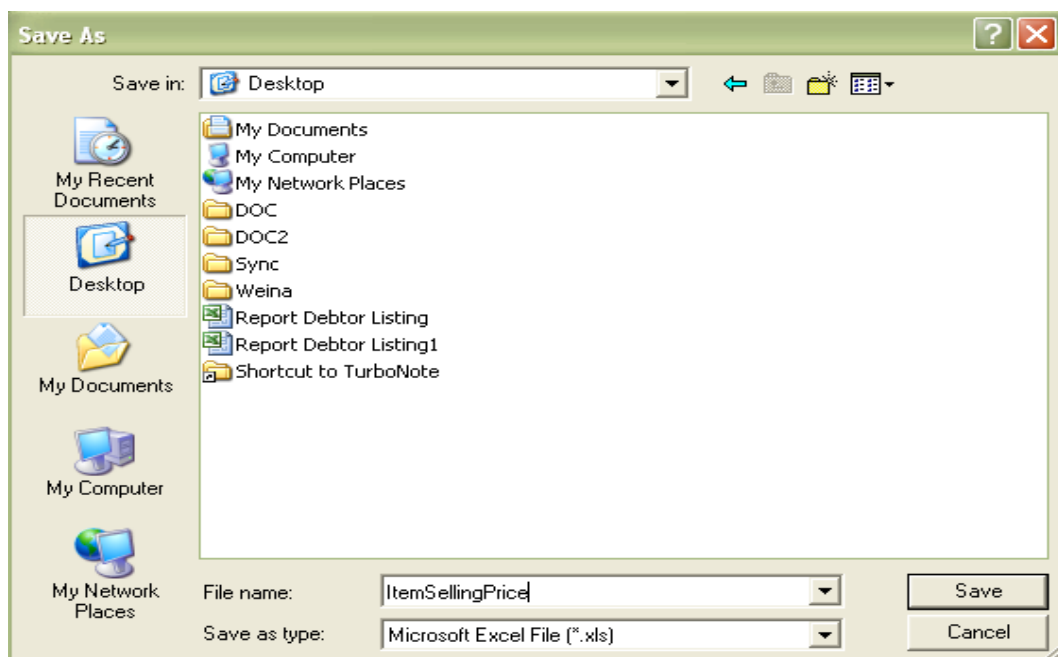 Save As
Save in:
Desktop
My Recent
Documents
Desktop
My Documents
My Computer
My Network
Places
My Documents
My Computer
My Network Places
DOC
DOC2
Sync
Weina
Report Debtor Listing
Report Debtor Listing1
Shortcut to TurboNote
File name:
ItemSellingPrice
Save
Save as type:
Microsoft Excel File (*.xls)
Cancel